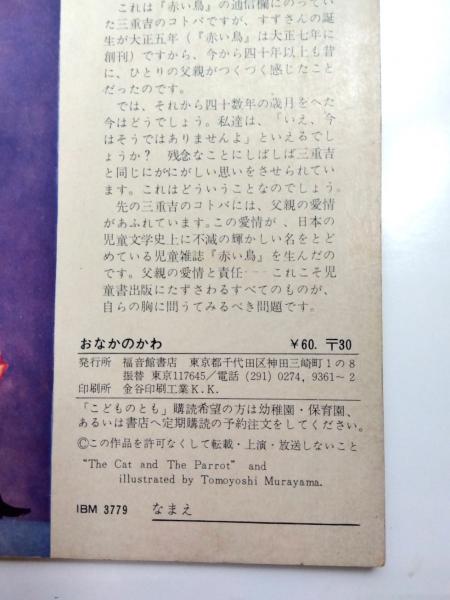 これは『赤い鳥』の通信欄にのってい
た三重吉のコトバですが、すずさんの誕
生が大正五年(『赤い鳥』は大正七年に
創刊)ですから、今から四十年以上も昔
に、ひとりの父親がつくづく感じたこと
だったのです。
では、それから四十数年の歳月をへた
今はどうでしょう。私達は、「いえ、今
はそうではありませんよ」といえるでし
ょうか? 残念なことにしばしば三重吉
と同じにがにがしい思いをさせられてい
ます。これはどういうことなのでしょう。
先の三重吉のコトバには、父親の愛情
があふれています。この愛情が、日本の
児童文学史上に不滅の輝かしい名をとど
めている児童雑誌『赤い鳥』を生んだの
です。父親の愛情と責任……これこそ児
童書出版にたずさわるすべてのものが、
自らの胸に問うてみるべき問題です。
おなかのかわ ¥60. 〒30
発行所 福音館書店 東京都千代田区神田三崎町1の8
振替 東京117645/電話 (291) 0274, 9361~2
印刷所 金谷印刷工業K.K.
「こどものとも」購読希望の方は幼稚園・保育園、
あるいは書店へ定期購読の予約注文をしてください。
©この作品を許可なくして転載・上演・放送しないこと
"The Cat and The Parrot" and
illustrated by Tomoyoshi Murayama.
IBM 3779 なまえ